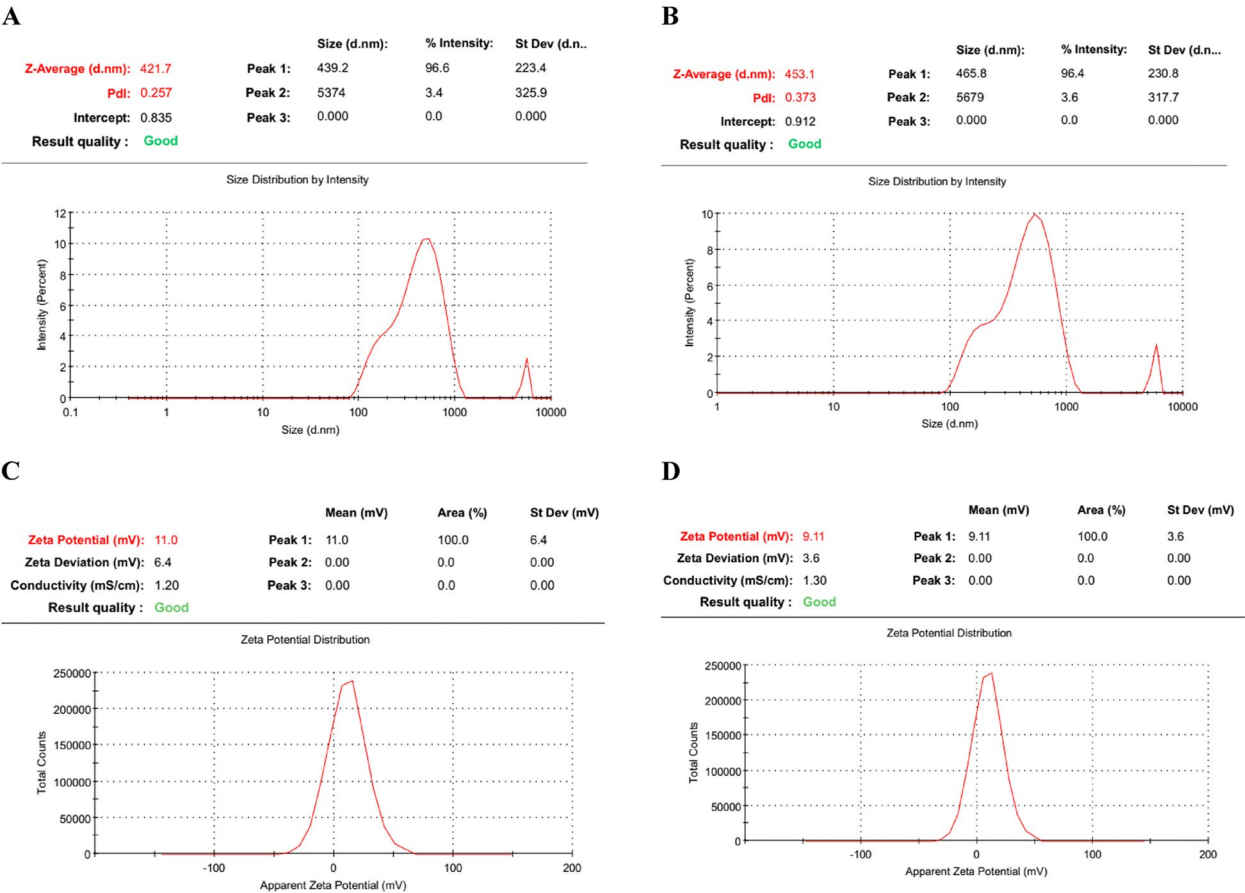 A
Size (d.nm): % Intensity: St Dev (d.n...
Z-Average (d.nm): 421.7 Peak 1: 439.2 96.6 223.4
PdI: 0.257 Peak 2: 5374 3.4 325.9
Intercept: 0.835 Peak 3: 0.000 0.0 0.000
Result quality : Good
Size Distribution by Intensity
Intensity (Percent)
12
10
8
6
4
2
0
0.1 1 10 100 1000 10000
Size (d.nm)
B
Size (d.nm): % Intensity: St Dev (d.n...
Z-Average (d.nm): 453.1 Peak 1: 465.8 96.4 230.8
PdI: 0.373 Peak 2: 5679 3.6 317.7
Intercept: 0.912 Peak 3: 0.000 0.0 0.000
Result quality : Good
Size Distribution by Intensity
Intensity (Percent)
10
8
6
4
2
0
1 10 100 1000 10000
Size (d.nm)
C
Mean (mV) Area (%) St Dev (mV)
Zeta Potential (mV): 11.0 Peak 1: 11.0 100.0 6.4
Zeta Deviation (mV): 6.4 Peak 2: 0.00 0.0 0.00
Conductivity (mS/cm): 1.20 Peak 3: 0.00 0.0 0.00
Result quality : Good
Zeta Potential Distribution
Total Counts
250000
200000
150000
100000
50000
0
-100 0 100 200
Apparent Zeta Potential (mV)
D
Mean (mV) Area (%) St Dev (mV)
Zeta Potential (mV): 9.11 Peak 1: 9.11 100.0 3.6
Zeta Deviation (mV): 3.6 Peak 2: 0.00 0.0 0.00
Conductivity (mS/cm): 1.30 Peak 3: 0.00 0.0 0.00
Result quality : Good
Zeta Potential Distribution
Total Counts
250000
200000
150000
100000
50000
0
-100 0 100 200
Apparent Zeta Potential (mV)